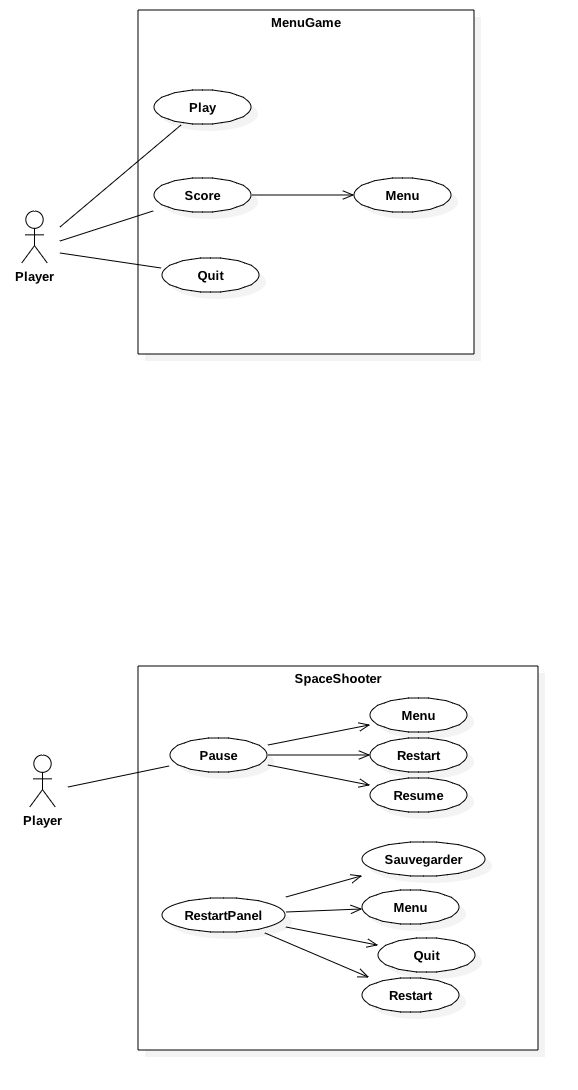 MenuGame
Play
Score
Menu
Quit
Player
SpaceShooter
Menu
Pause
Restart
Resume
Player
Sauvegarder
Menu
RestartPanel
Quit
Restart